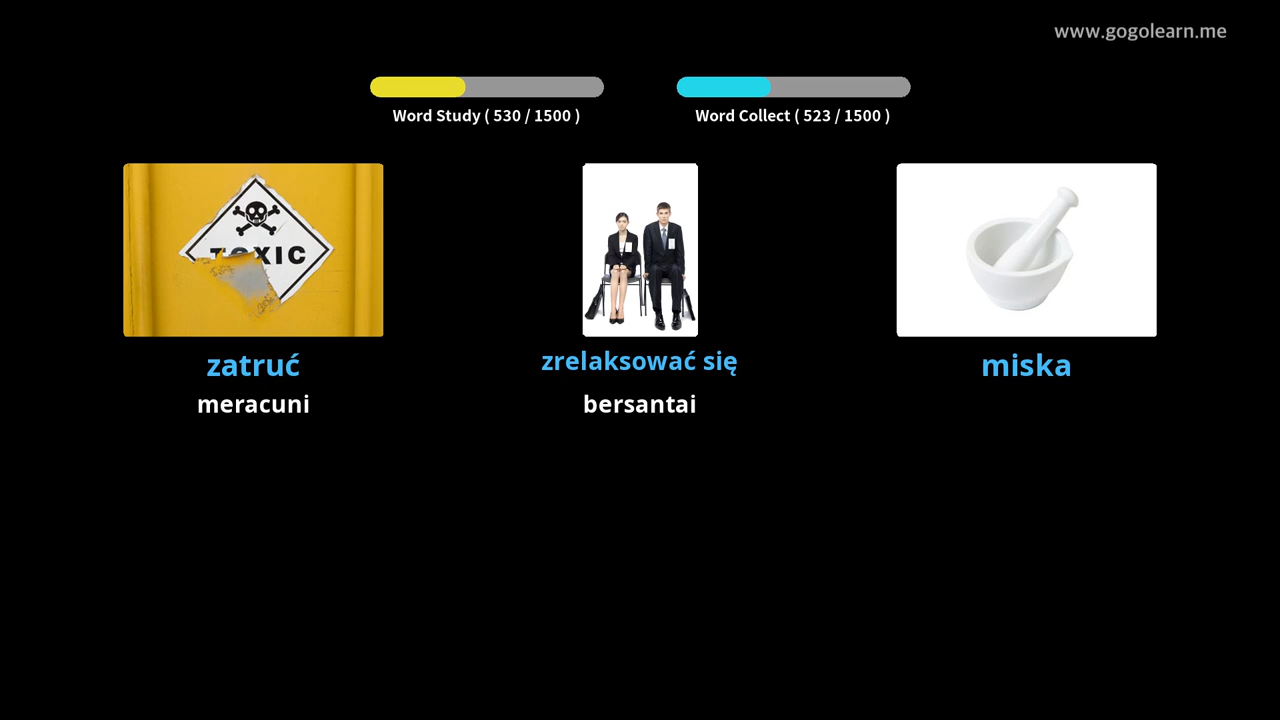 www.gogolearn.me
Word Study ( 530 / 1500 )
Word Collect ( 523 / 1500 )
TOXIC
zatruć
zrelaksować się
miska
meracuni
bersantai